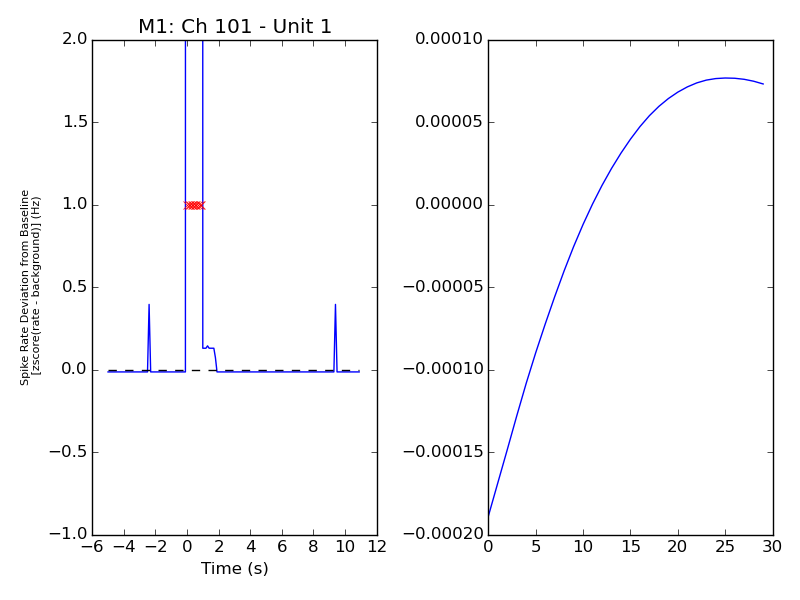 M1: Ch 101 - Unit 1
2.0
1.5
1.0
0.5
0.0
−0.5
−1.0
−6 −4 −2 0 2 4 6 8 10 12
Time (s)
Spike Rate Deviation from Baseline
[zscore(rate - background)] (Hz)
0.00010
0.00005
0.00000
−0.00005
−0.00010
−0.00015
−0.00020
0 5 10 15 20 25 30